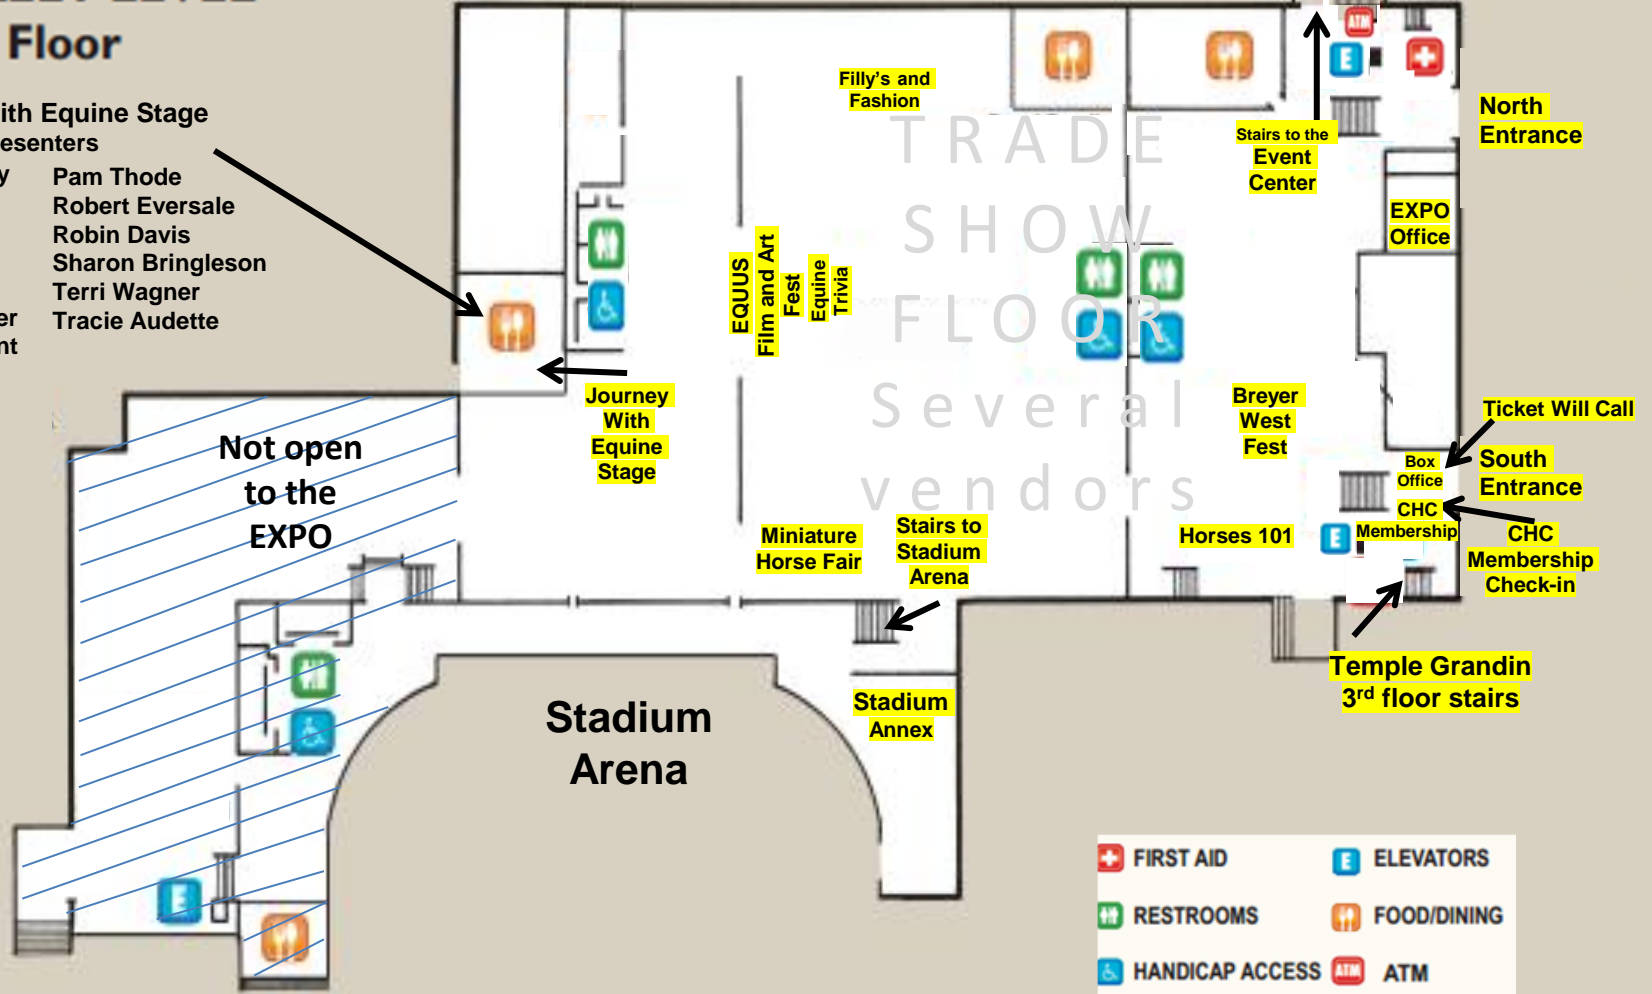 Floor
ith Equine Stage
esenters
y
Pam Thode
Robert Eversale
Robin Davis
Sharon Bringleson
Terri Wagner
er
Tracie Audette
nt
Filly's and
Fashion
TRADE
SHOW
FLOOR
Several
vendors
ATM
E
Stairs to the
Event
Center
North
Entrance
EXPO
Office
EQUUS
Film and Art
Fest
Equine
Trivia
Journey
With
Equine
Stage
Breyer
West
Fest
Ticket Will Call
Box
Office
South
Entrance
CHC
Membership
CHC
Membership
Check-in
Not open
to the
EXPO
Miniature
Horse Fair
Stairs to
Stadium
Arena
Horses 101
E
Temple Grandin
3rd floor stairs
Stadium
Arena
Stadium
Annex
E
FIRST AID
E ELEVATORS
RESTROOMS
FOOD/DINING
HANDICAP ACCESS
ATM ATM